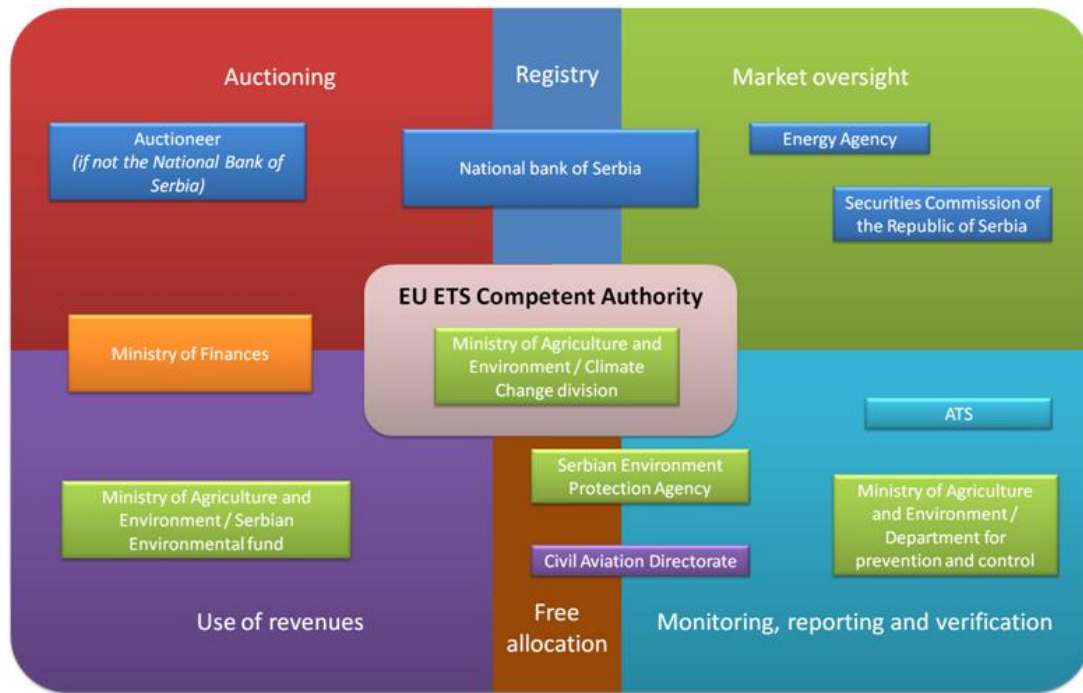 Auctioning
Registry
Market oversight
Auctioneer
(if not the National Bank of
Serbia)
National bank of Serbia
Energy Agency
Securities Commission of
the Republic of Serbia
EU ETS Competent Authority
Ministry of Finances
Ministry of Agriculture and
Environment / Climate
Change division
ATS
Serbian Environment
Protection Agency
Ministry of Agriculture and
Environment / Serbian
Environmental fund
Ministry of Agriculture
and Environment /
Department for
prevention and control
Civil Aviation Directorate
Use of revenues
Free
allocation
Monitoring, reporting and verification